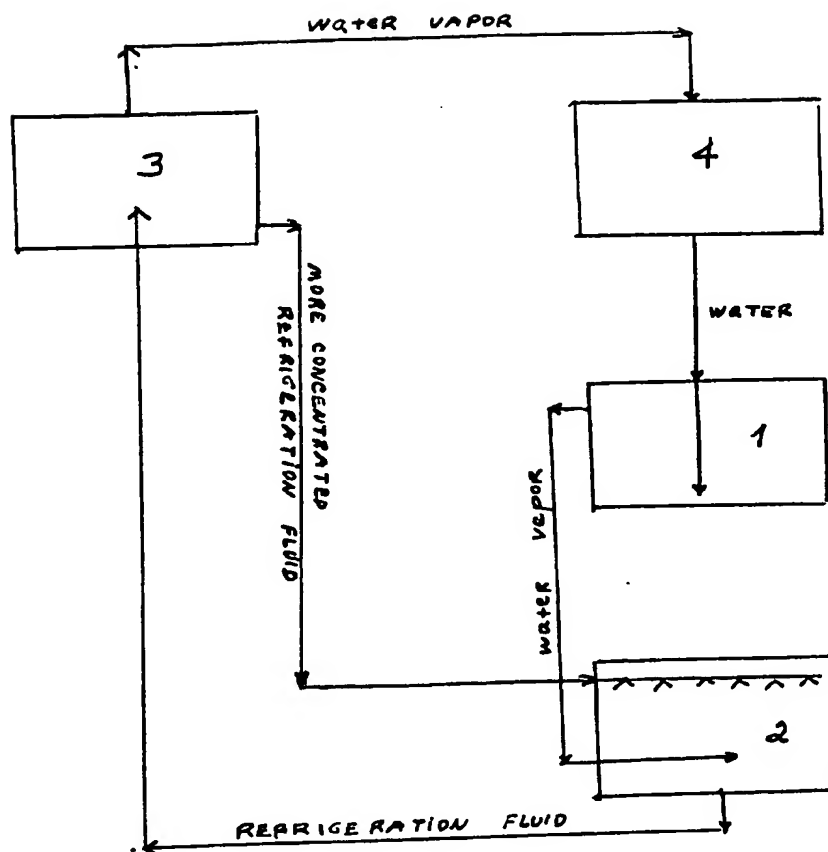 WATER VAPOR
3
4
MORE CONCENTRATED
REFRIGERATION FLUID
WATER
1
water vapor
2
REFRIGERATION FLUID